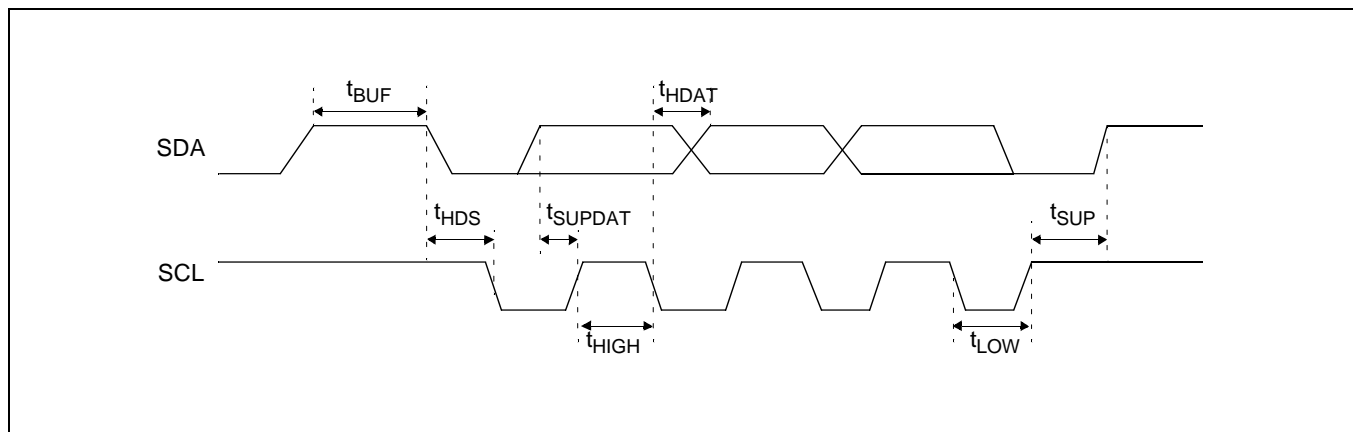 tBUF
tHDAT
SDA
tHDS
tSUPDAT
tSUP
SCL
tHIGH
tLOW